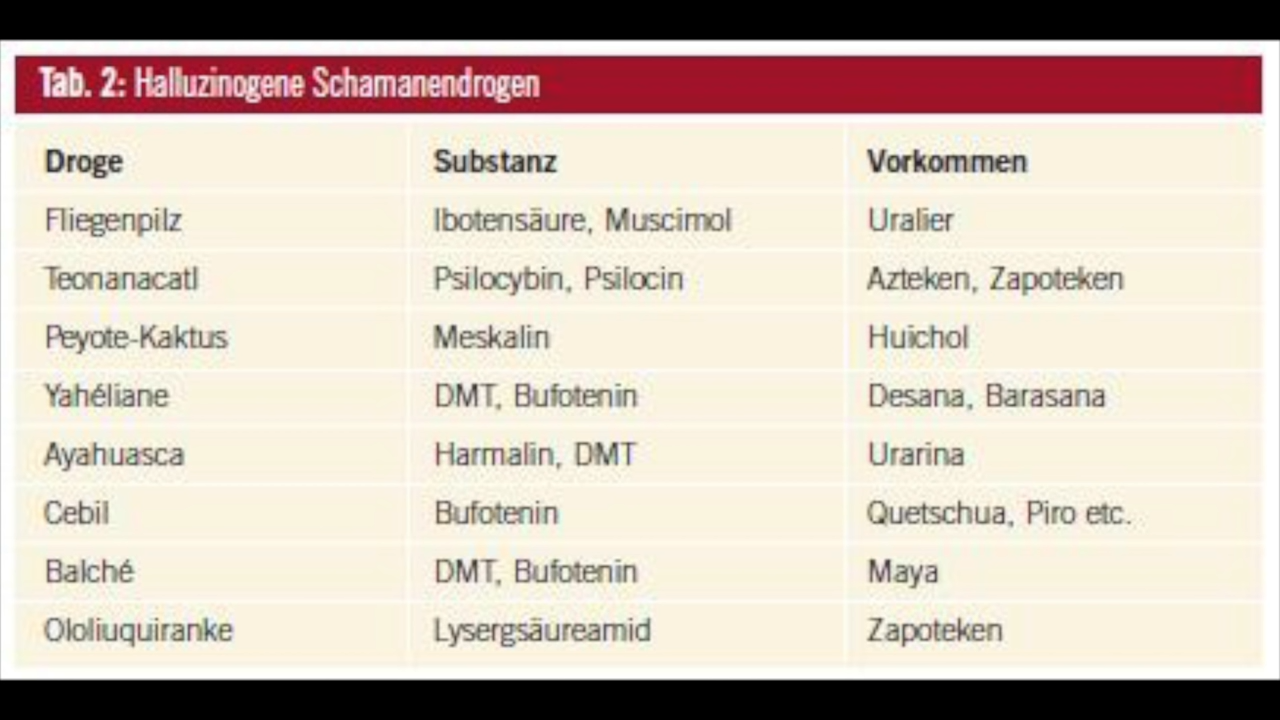 Tab. 2: Halluzinogene Schamanendrogen
Droge Substanz Vorkommen
Fliegenpilz Ibotensäure, Muscimol Uralier
Teonanacatl Psilocybin, Psilocin Azteken, Zapoteken
Peyote-Kaktus Meskalin Huichol
Yahéliane DMT, Bufotenin Desana, Barasana
Ayahuasca Harmalin, DMT Urarina
Cebil Bufotenin Quetschua, Piro etc.
Balché DMT, Bufotenin Maya
Ololiuquiranke Lysergsäureamid Zapoteken